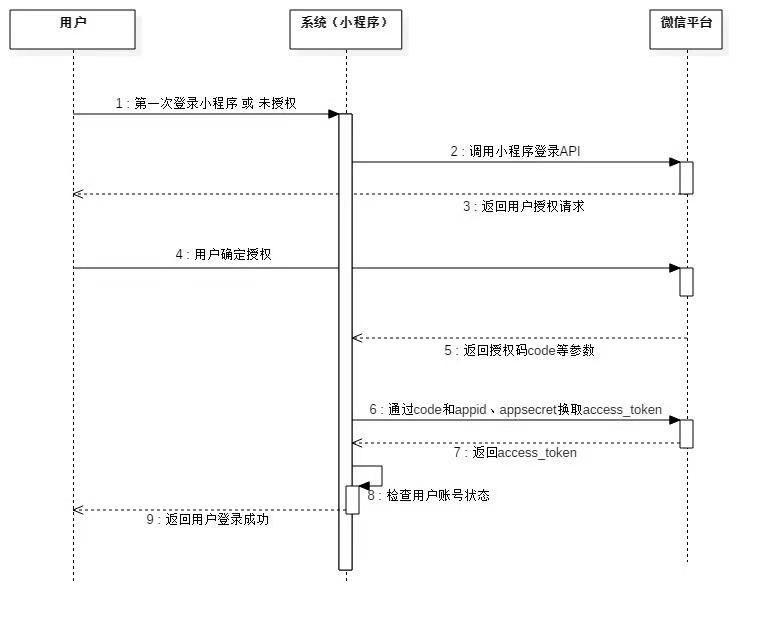 用户
系统（小程序）
微信平台
1 : 第一次登录小程序 或 未授权
2 : 调用小程序登录API
3 : 返回用户授权请求
4 : 用户确定授权
5 : 返回授权码code等参数
6 : 通过code和appid、appsecret换取access_token
7 : 返回access_token
8 : 检查用户账号状态
9 : 返回用户登录成功